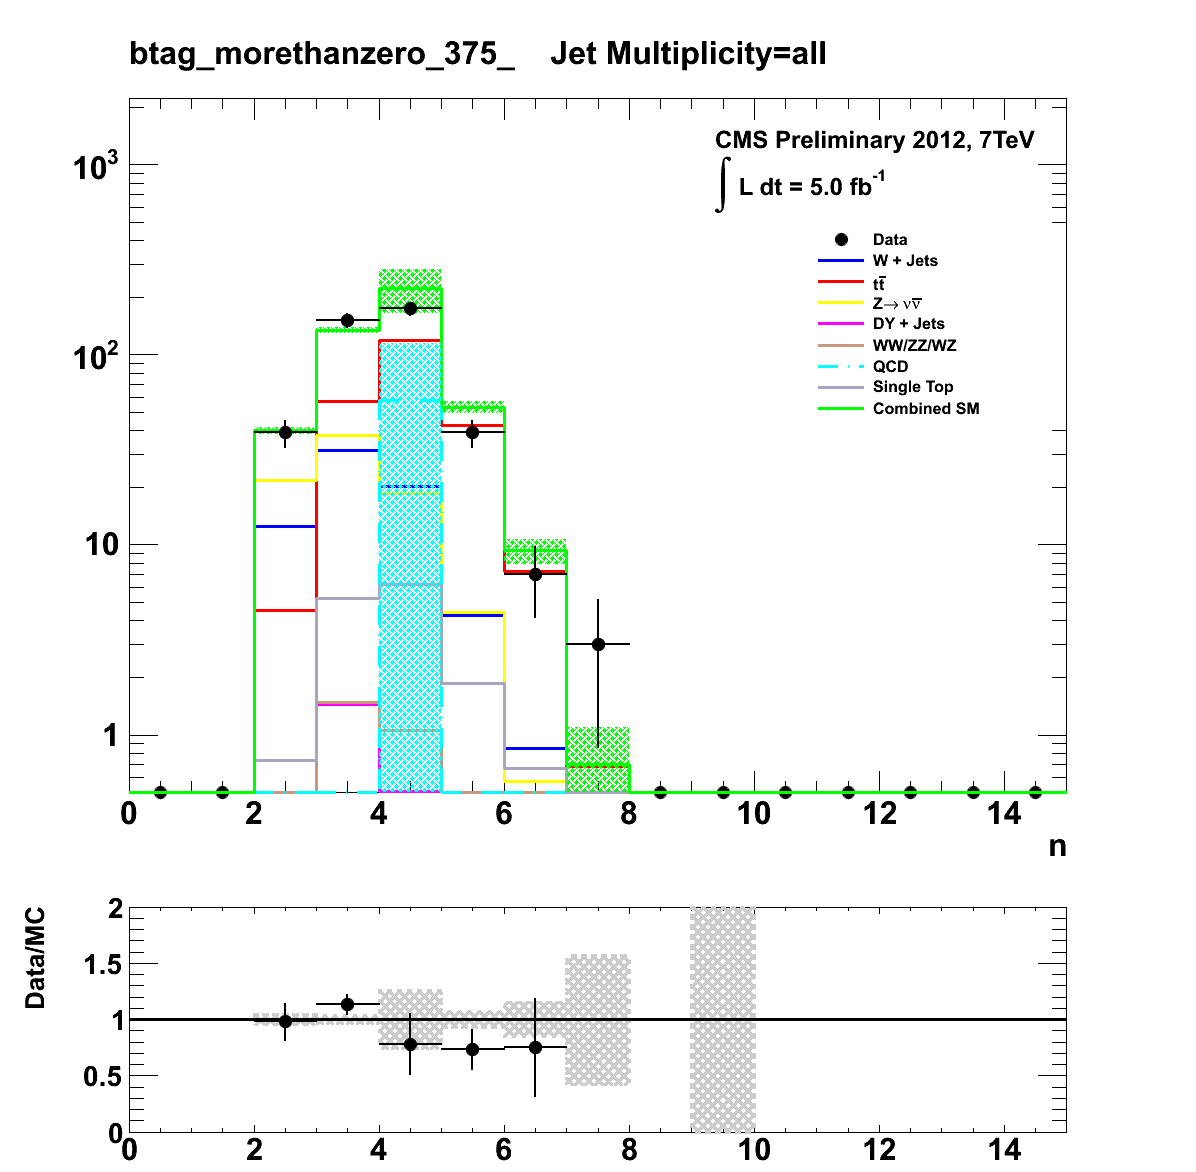 btag_morethanzero_375_ Jet Multiplicity=all
CMS Preliminary 2012, 7TeV
∫ L dt = 5.0 fb⁻¹
Data
W + Jets
tt̅
Z→ νν̅
DY + Jets
WW/ZZ/WZ
QCD
Single Top
Combined SM
10³
10²
10
1
0 2 4 6 8 10 12 14
n
Data/MC
2
1.5
1
0.5
0
0 2 4 6 8 10 12 14